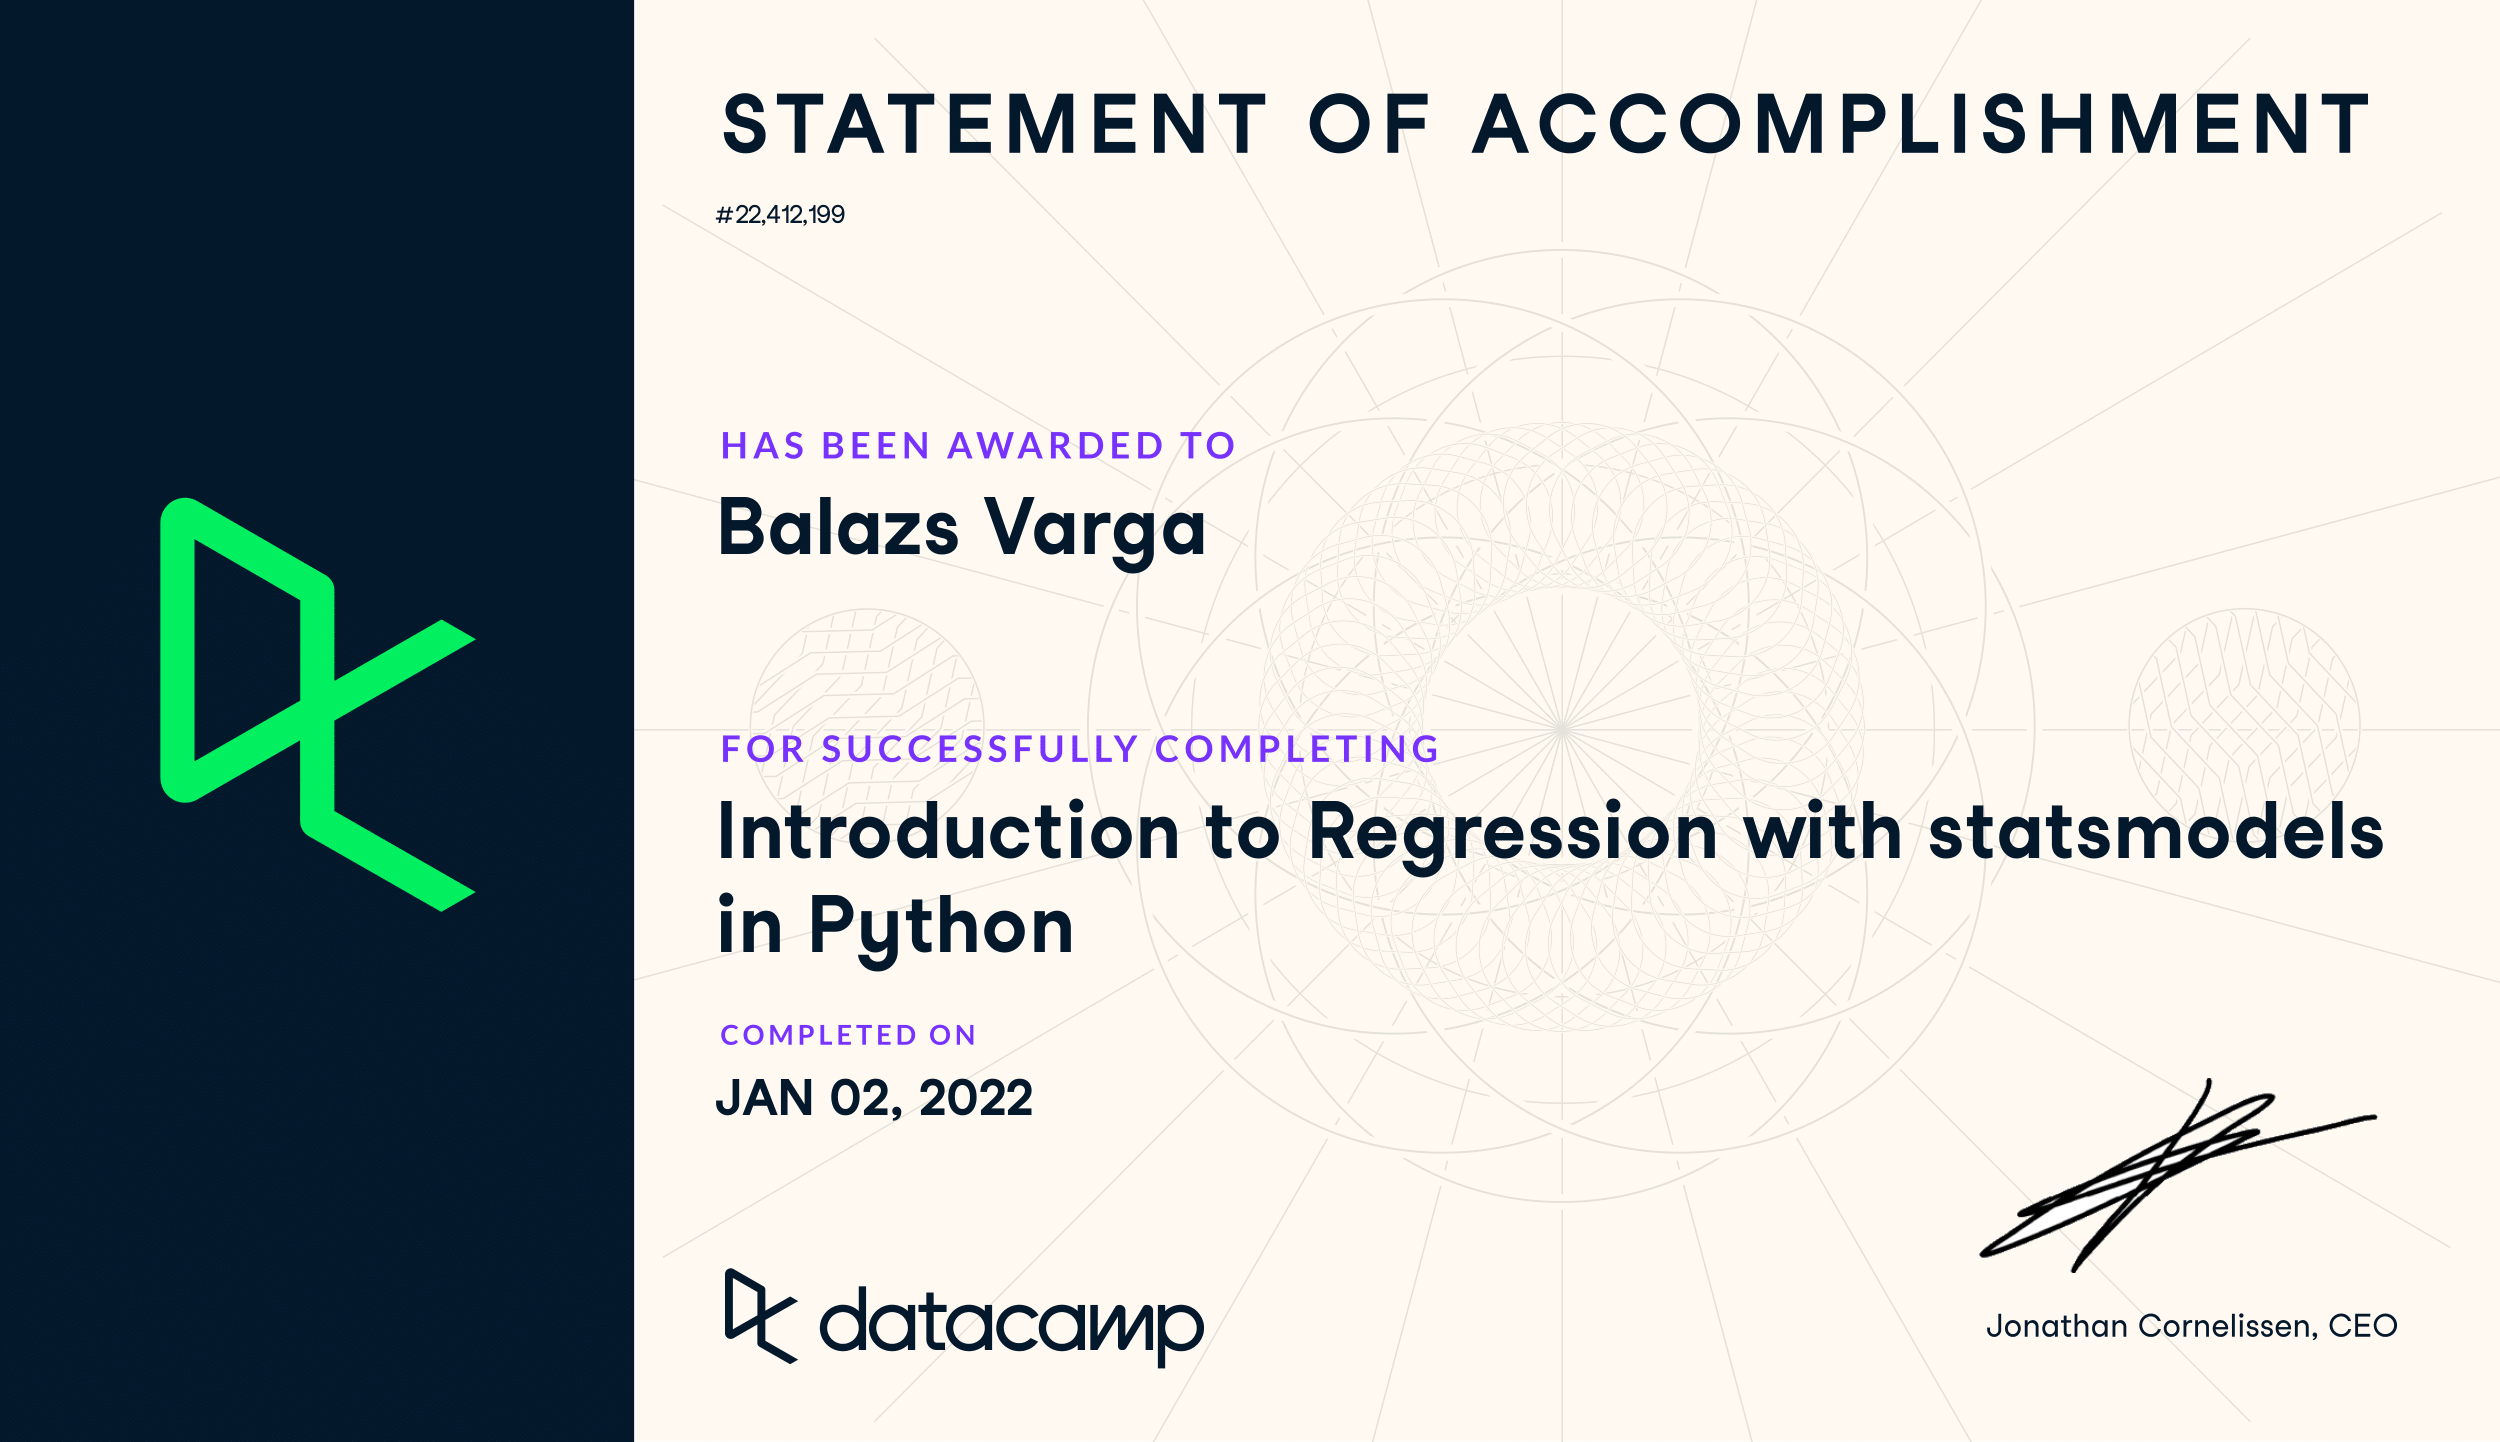 STATEMENT OF ACCOMPLISHMENT
#22,412,199
HAS BEEN AWARDED TO
Balazs Varga
FOR SUCCESSFULLY COMPLETING
Introduction to Regression with statsmodels
in Python
COMPLETED ON
JAN 02, 2022
datacamp
Jonathan Cornelissen, CEO